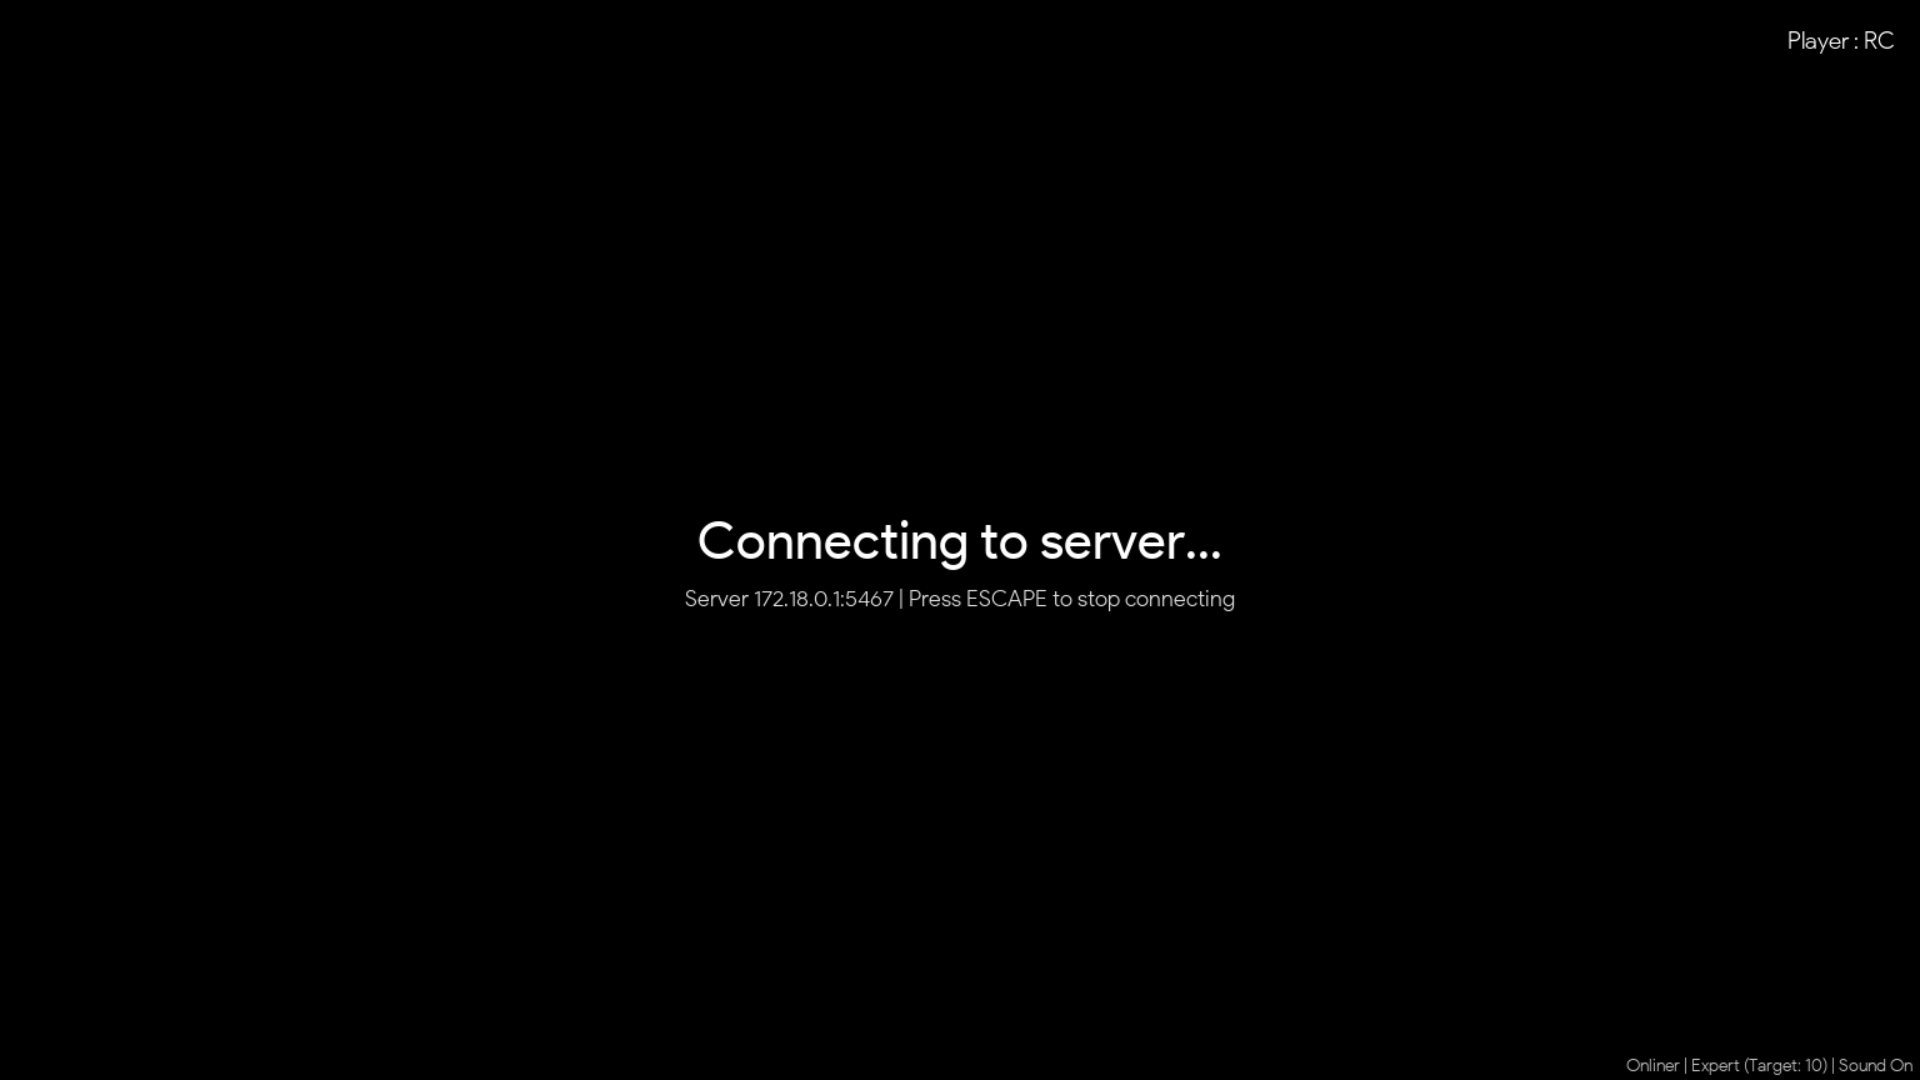 Player : RC
Connecting to server...
Server 172.18.0.1:5467 | Press ESCAPE to stop connecting
Onliner | Expert (Target: 10) | Sound On